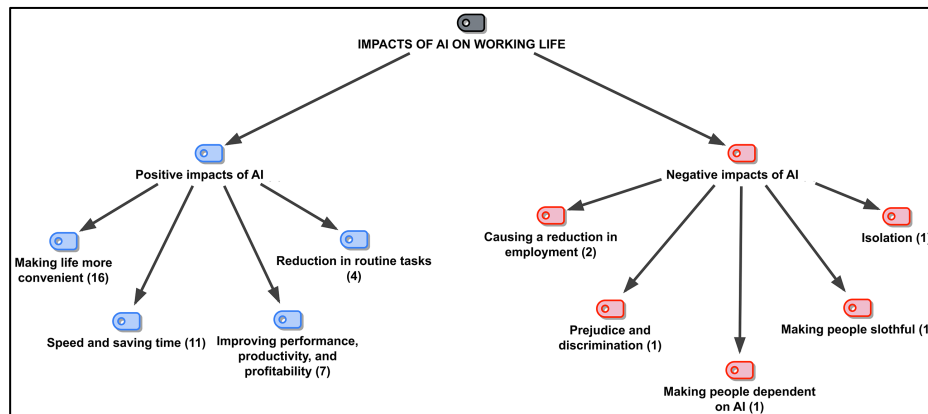 IMPACTS OF AI ON WORKING LIFE
Positive impacts of AI
Negative impacts of AI
Making life more
convenient (16)
Speed and saving time (11)
Improving performance,
productivity, and
profitability (7)
Reduction in routine tasks
(4)
Causing a reduction in
employment (2)
Prejudice and
discrimination (1)
Making people dependent
on AI (1)
Making people slothful (1
Isolation (1)